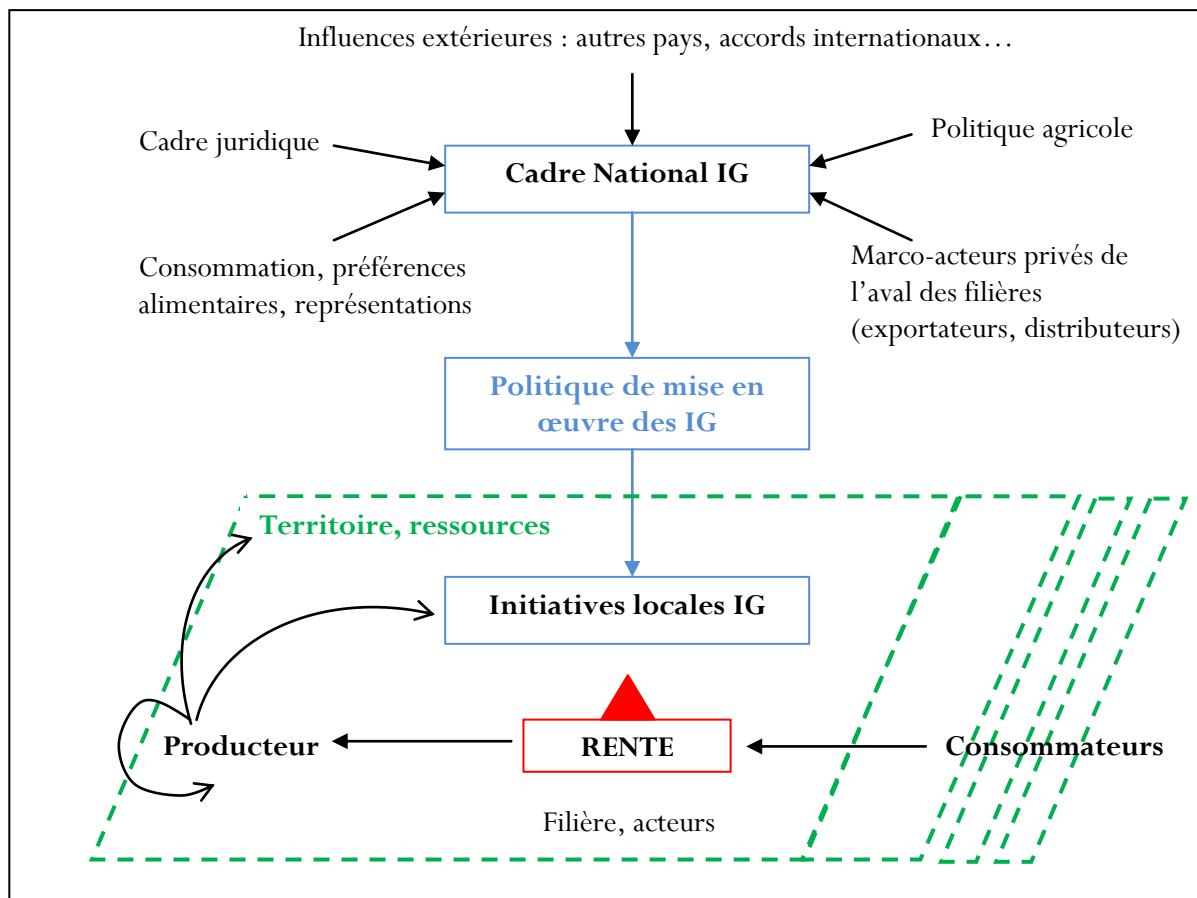 Influences extérieures : autres pays, accords internationaux…
Cadre juridique
Politique agricole
Cadre National IG
Consommation, préférences
alimentaires, représentations
Marco-acteurs privés de
l’aval des filières
(exportateurs, distributeurs)
Politique de mise en
œuvre des IG
Territoire, ressources
Initiatives locales IG
Producteur
RENTE
Consommateurs
Filière, acteurs